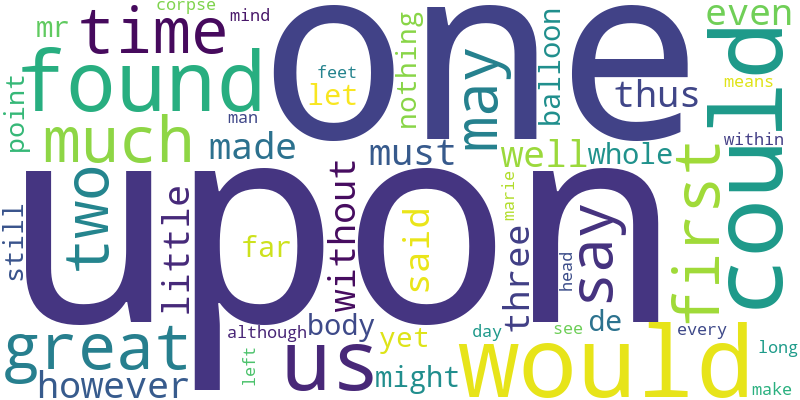 corpse
mind
mr
time
one
even
found
feet
let
nothing
may
balloon
thus
could
means
point
man
much
made
must
well
whole
within
first
upon
two
little
without
marie
still
far
said
three
say
head
great
however
although
body
us
left
yet
might
day
see
de
every
would
long
make